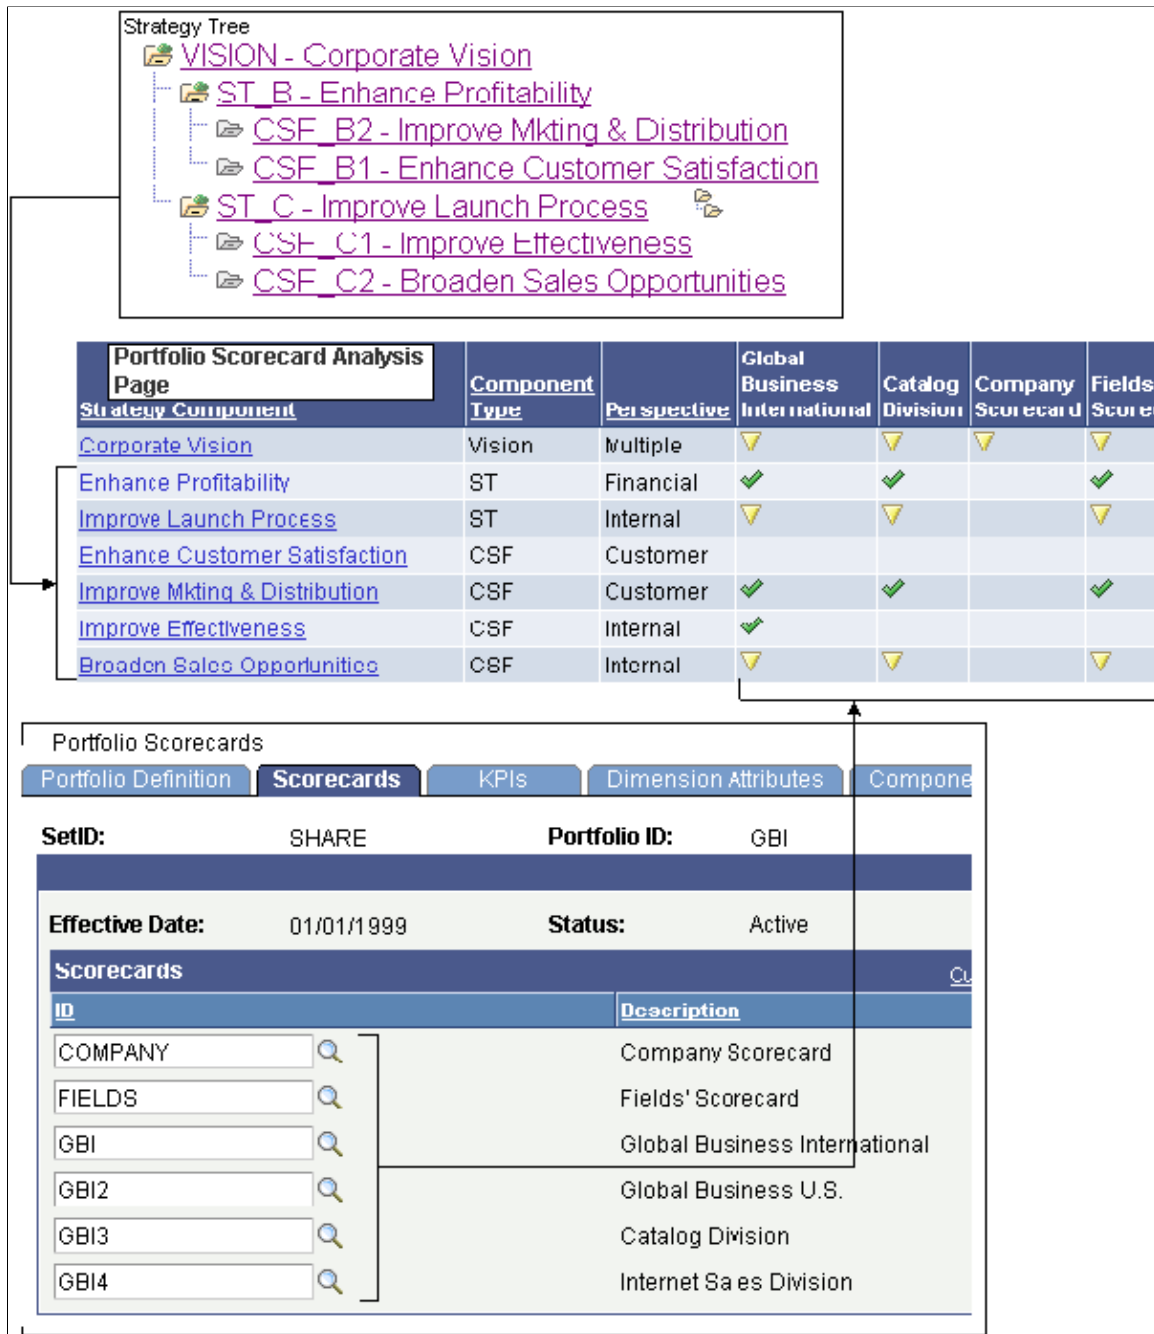 Strategy Tree
VISION - Corporate Vision
ST_B - Enhance Profitability
CSF_B2 - Improve Mkting & Distribution
CSF_B1 - Enhance Customer Satisfaction
ST_C - Improve Launch Process
CSF_C1 - Improve Effectiveness
CSF_C2 - Broaden Sales Opportunities
Portfolio Scorecard Analysis
Page
Strategy Component
Component
Type
Perspective
Global
Business
International
Catalog
Division
Company
Scorecard
Fields
Corporate Vision Vision Multiple
Enhance Profitability ST Financial
Improve Launch Process ST Internal
Enhance Customer Satisfaction CSF Customer
Improve Mkting & Distribution CSF Customer
Improve Effectiveness CSF Internal
Broaden Sales Opportunities CSF Internal
Portfolio Scorecards
Portfolio Definition Scorecards KPIs Dimension Attributes Compone
SetID: SHARE Portfolio ID: GBI
Effective Date: 01/01/1999 Status: Active
Scorecards Cu
ID Description
COMPANY Company Scorecard
FIELDS Fields' Scorecard
GBI Global Business International
GBI2 Global Business U.S.
GBI3 Catalog Division
GBI4 Internet Sales Division